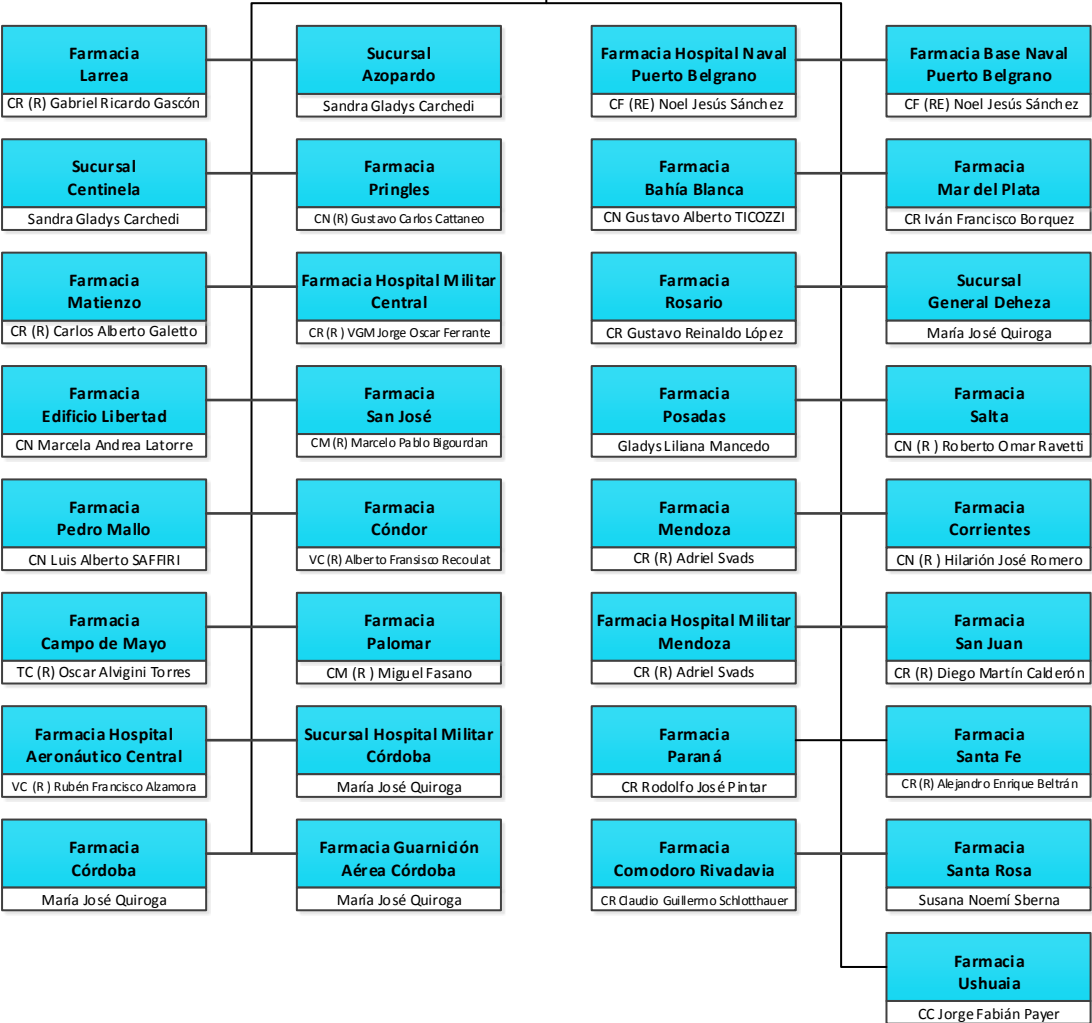 Farmacia
Larrea
CR (R) Gabriel Ricardo Gascón
Sucursal
Azopardo
Sandra Gladys Carchedi
Farmacia Hospital Naval
Puerto Belgrano
CF (RE) Noel Jesús Sánchez
Farmacia Base Naval
Puerto Belgrano
CF (RE) Noel Jesús Sánchez
Sucursal
Centinela
Sandra Gladys Carchedi
Farmacia
Pringles
CN (R) Gustavo Carlos Cattaneo
Farmacia
Bahía Blanca
CN Gustavo Alberto TICOZZI
Farmacia
Mar del Plata
CR Iván Francisco Borquez
Farmacia
Matienzo
CR (R) Carlos Alberto Galetto
Farmacia Hospital Militar
Central
CR (R ) VGM Jorge Oscar Ferrante
Farmacia
Rosario
CR Gustavo Reinaldo López
Sucursal
General Deheza
María José Quiroga
Farmacia
Edificio Libertad
CN Marcela Andrea Latorre
Farmacia
San José
CM (R) Marcelo Pablo Bigourdan
Farmacia
Posadas
Gladys Liliana Mancedo
Farmacia
Salta
CN (R ) Roberto Omar Ravetti
Farmacia
Pedro Mallo
CN Luis Alberto SAFFIRI
Farmacia
Cóndor
VC (R) Alberto Fransisco Recoulat
Farmacia
Mendoza
CR (R) Adriel Svads
Farmacia
Corrientes
CN (R ) Hilarión José Romero
Farmacia
Campo de Mayo
TC (R) Oscar Alvigini Torres
Farmacia
Palomar
CM (R ) Miguel Fasano
Farmacia Hospital Militar
Mendoza
CR (R) Adriel Svads
Farmacia
San Juan
CR (R) Diego Martín Calderón
Farmacia Hospital
Aeronáutico Central
VC (R ) Rubén Francisco Alzamora
Sucursal Hospital Militar
Córdoba
María José Quiroga
Farmacia
Paraná
CR Rodolfo José Pintar
Farmacia
Santa Fe
CR (R) Alejandro Enrique Beltrán
Farmacia
Córdoba
María José Quiroga
Farmacia Guarnición
Aérea Córdoba
María José Quiroga
Farmacia
Comodoro Rivadavia
CR Claudio Guillermo Schlotthauer
Farmacia
Santa Rosa
Susana Noemí Sberna
Farmacia
Ushuaia
CC Jorge Fabián Payer